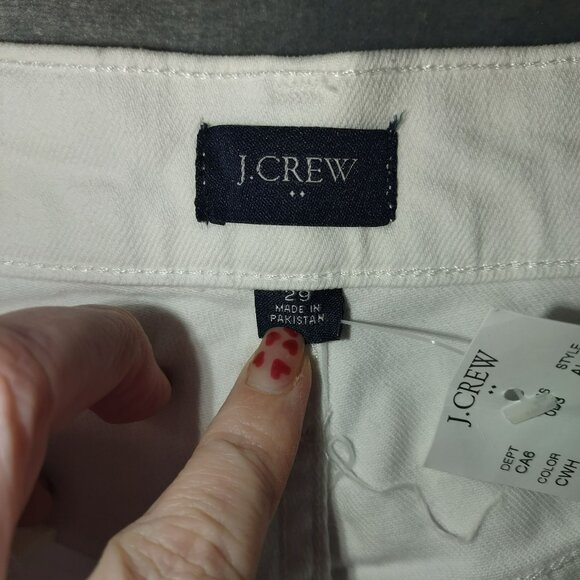 J.CREW
29
MADE IN
PAKISTAN
J.CREW
STYLE
DEPT
CA6
COLOR
CWH